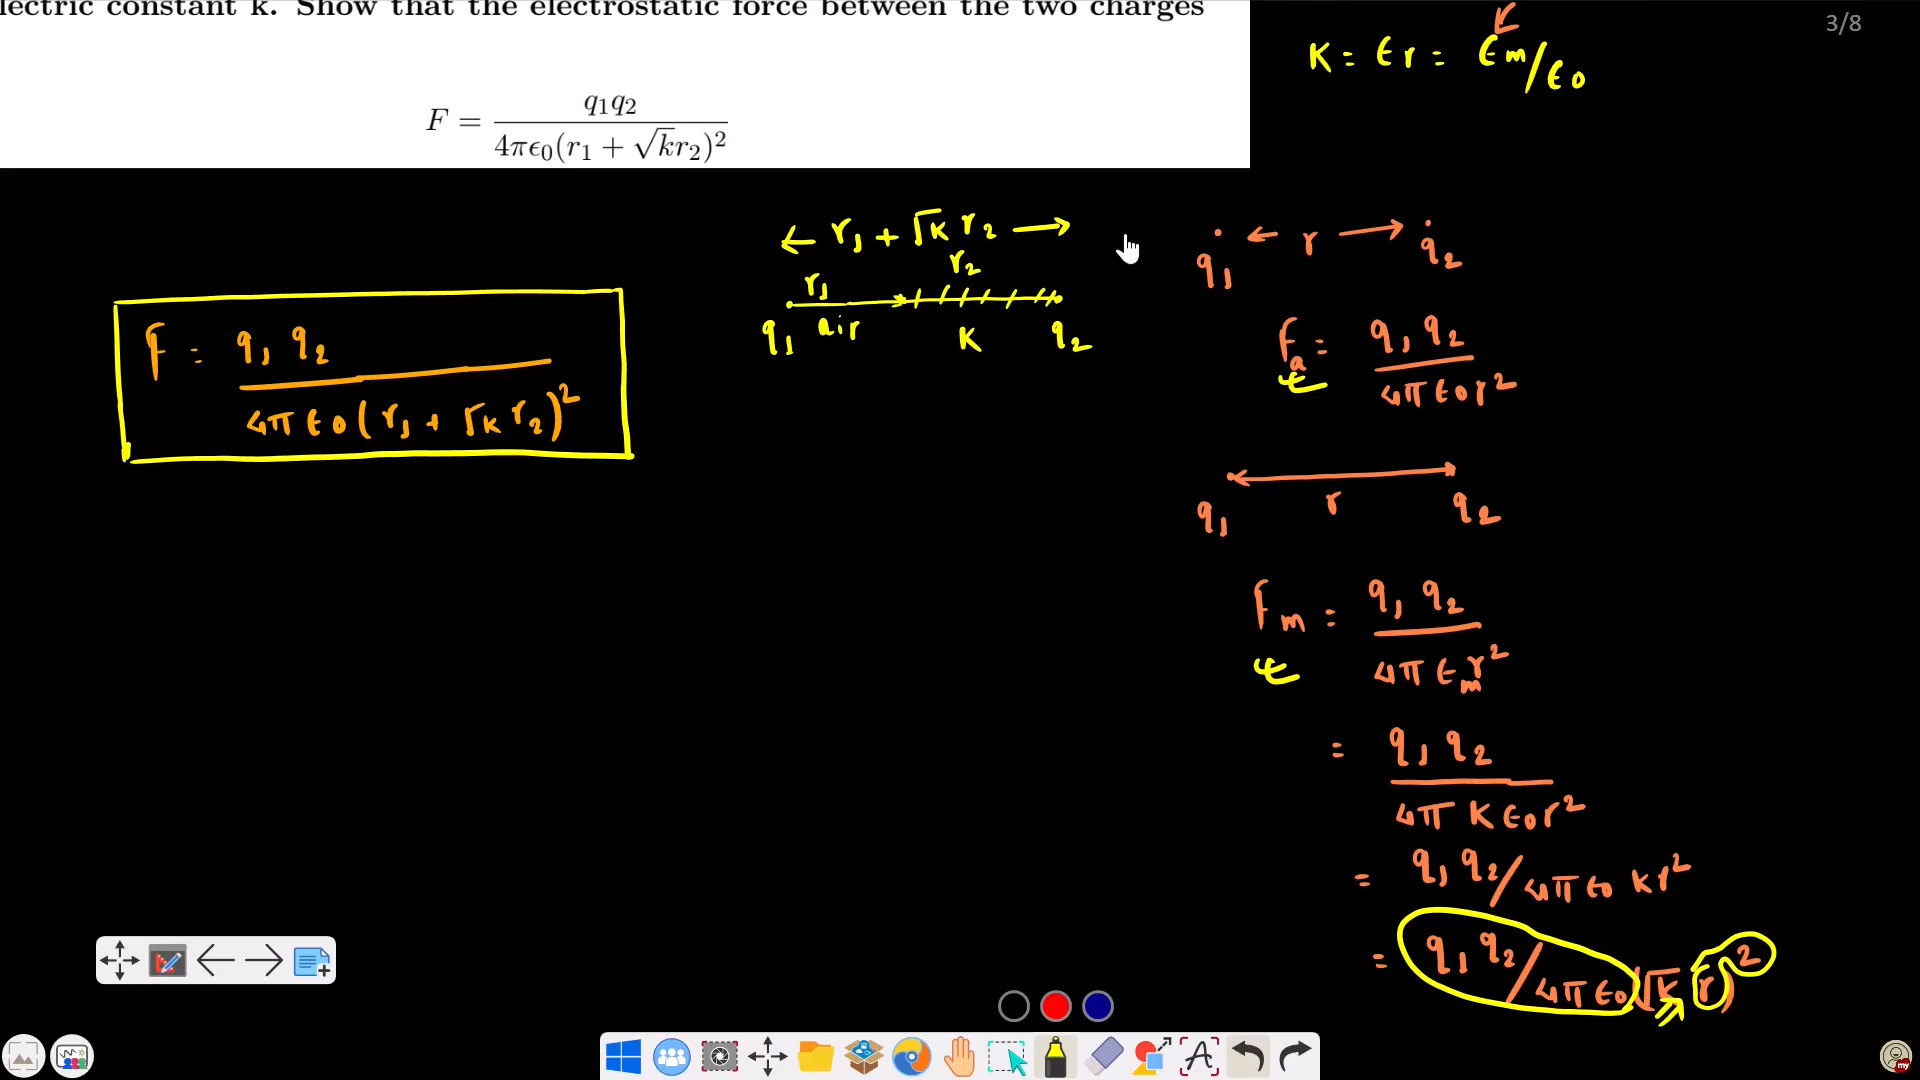 lectric constant k. Show that the electrostatic force between the two charges
F = q₁q₂ / 4πϵ₀(r₁ + √k r₂)²
3/8
K = ϵr = ϵm/ϵ0
← r₁ + √K r₂ →
r₁ r₂
q₁ air K q₂
F = q₁ q₂ / 4π ϵ0 (r₁ + √K r₂)²
q₁ ← r → q₂
Fa = q₁ q₂ / 4π ϵ0 r²
q₁ r q₂
Fm = q₁ q₂ / 4π ϵm r²
= q₁ q₂ / 4π K ϵ0 r²
= q₁ q₂ / 4π ϵ0 K r²
= q₁ q₂ / 4π ϵ0 (√K r)²
my